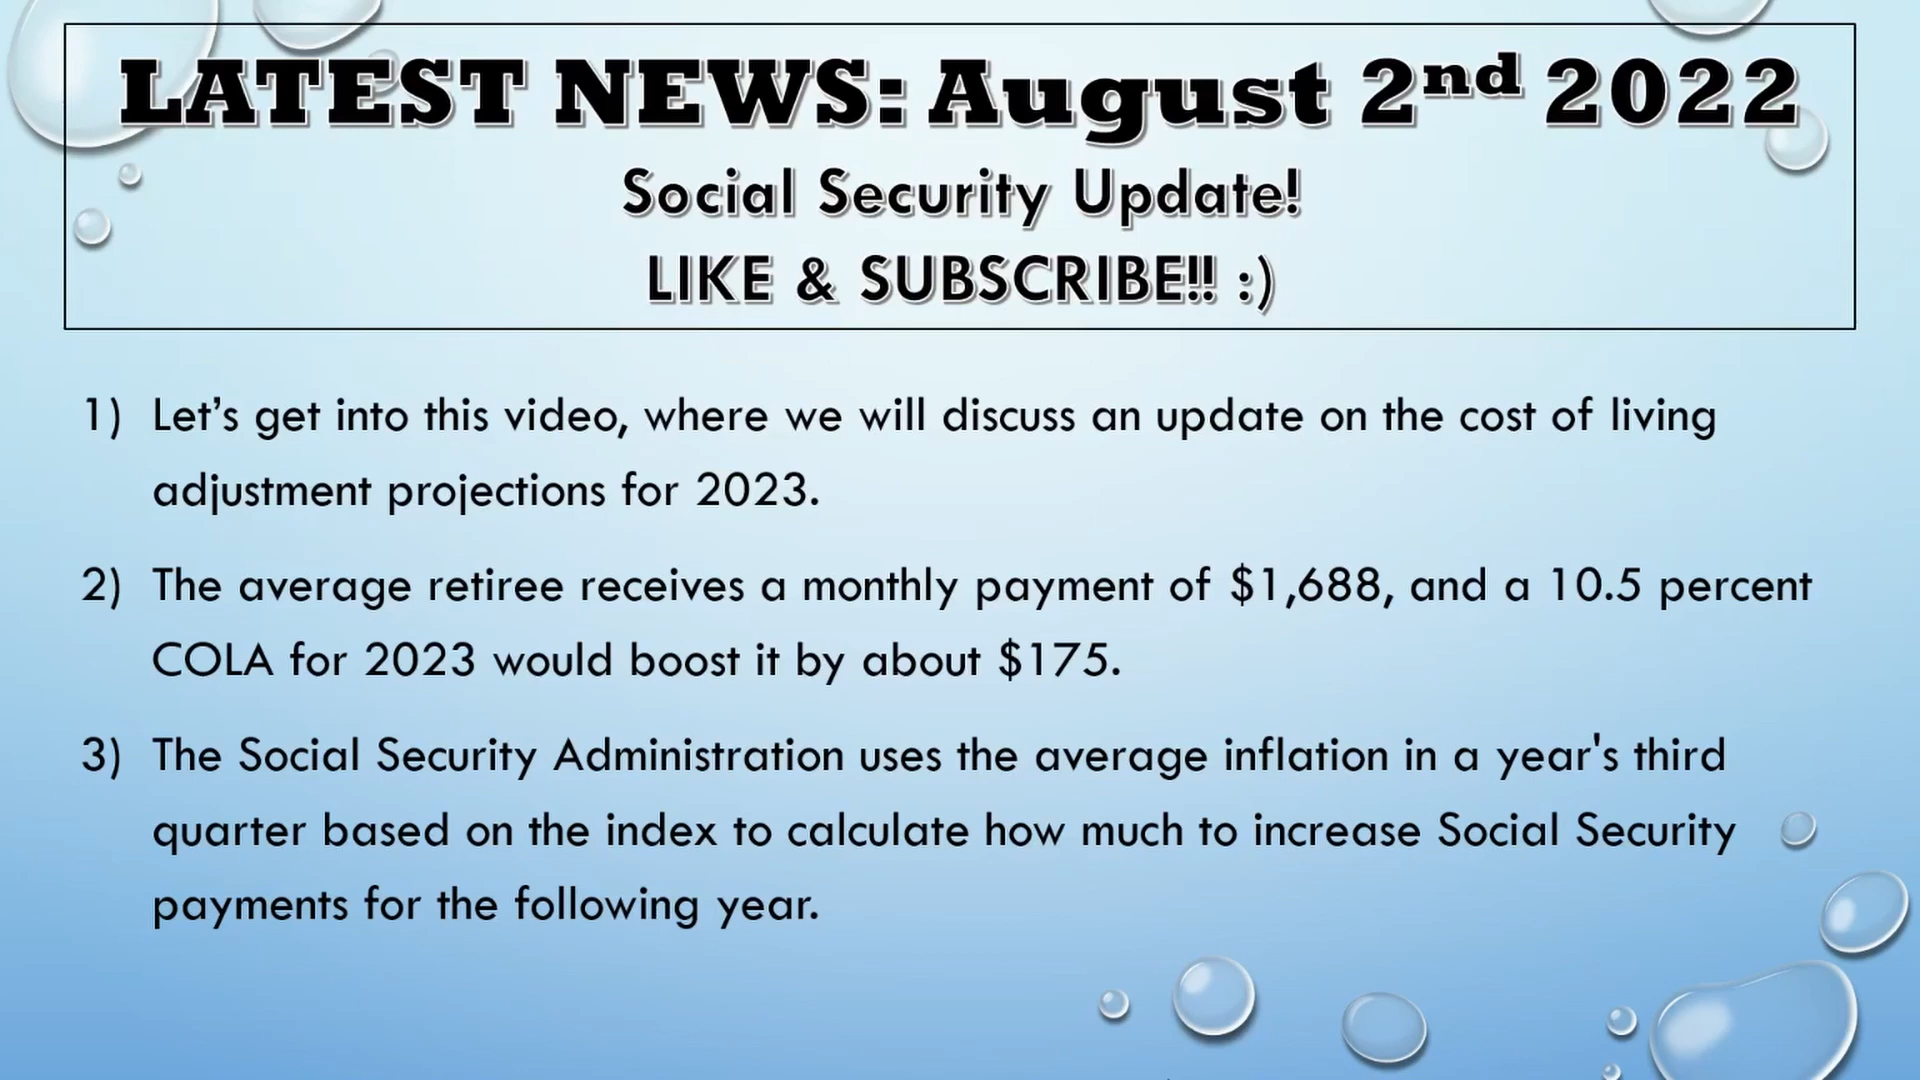 LATEST NEWS: August 2nd 2022
Social Security Update!
LIKE & SUBSCRIBE!! :)
1) Let’s get into this video, where we will discuss an update on the cost of living
adjustment projections for 2023.
2) The average retiree receives a monthly payment of $1,688, and a 10.5 percent
COLA for 2023 would boost it by about $175.
3) The Social Security Administration uses the average inflation in a year's third
quarter based on the index to calculate how much to increase Social Security
payments for the following year.